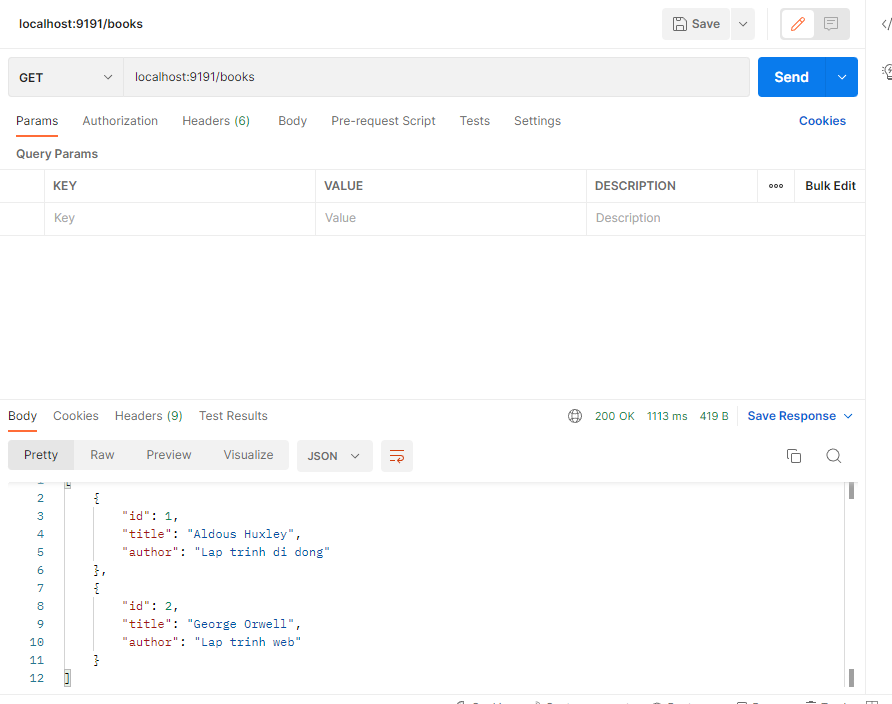 localhost:9191/books
Save
GET localhost:9191/books Send
Params Authorization Headers (6) Body Pre-request Script Tests Settings Cookies
Query Params
KEY VALUE DESCRIPTION Bulk Edit
Key Value Description
Body Cookies Headers (9) Test Results 200 OK 1113 ms 419 B Save Response
Pretty Raw Preview Visualize JSON
2 {
3 "id": 1,
4 "title": "Aldous Huxley",
5 "author": "Lap trinh di dong"
6 },
7 {
8 "id": 2,
9 "title": "George Orwell",
10 "author": "Lap trinh web"
11 }
12 ]